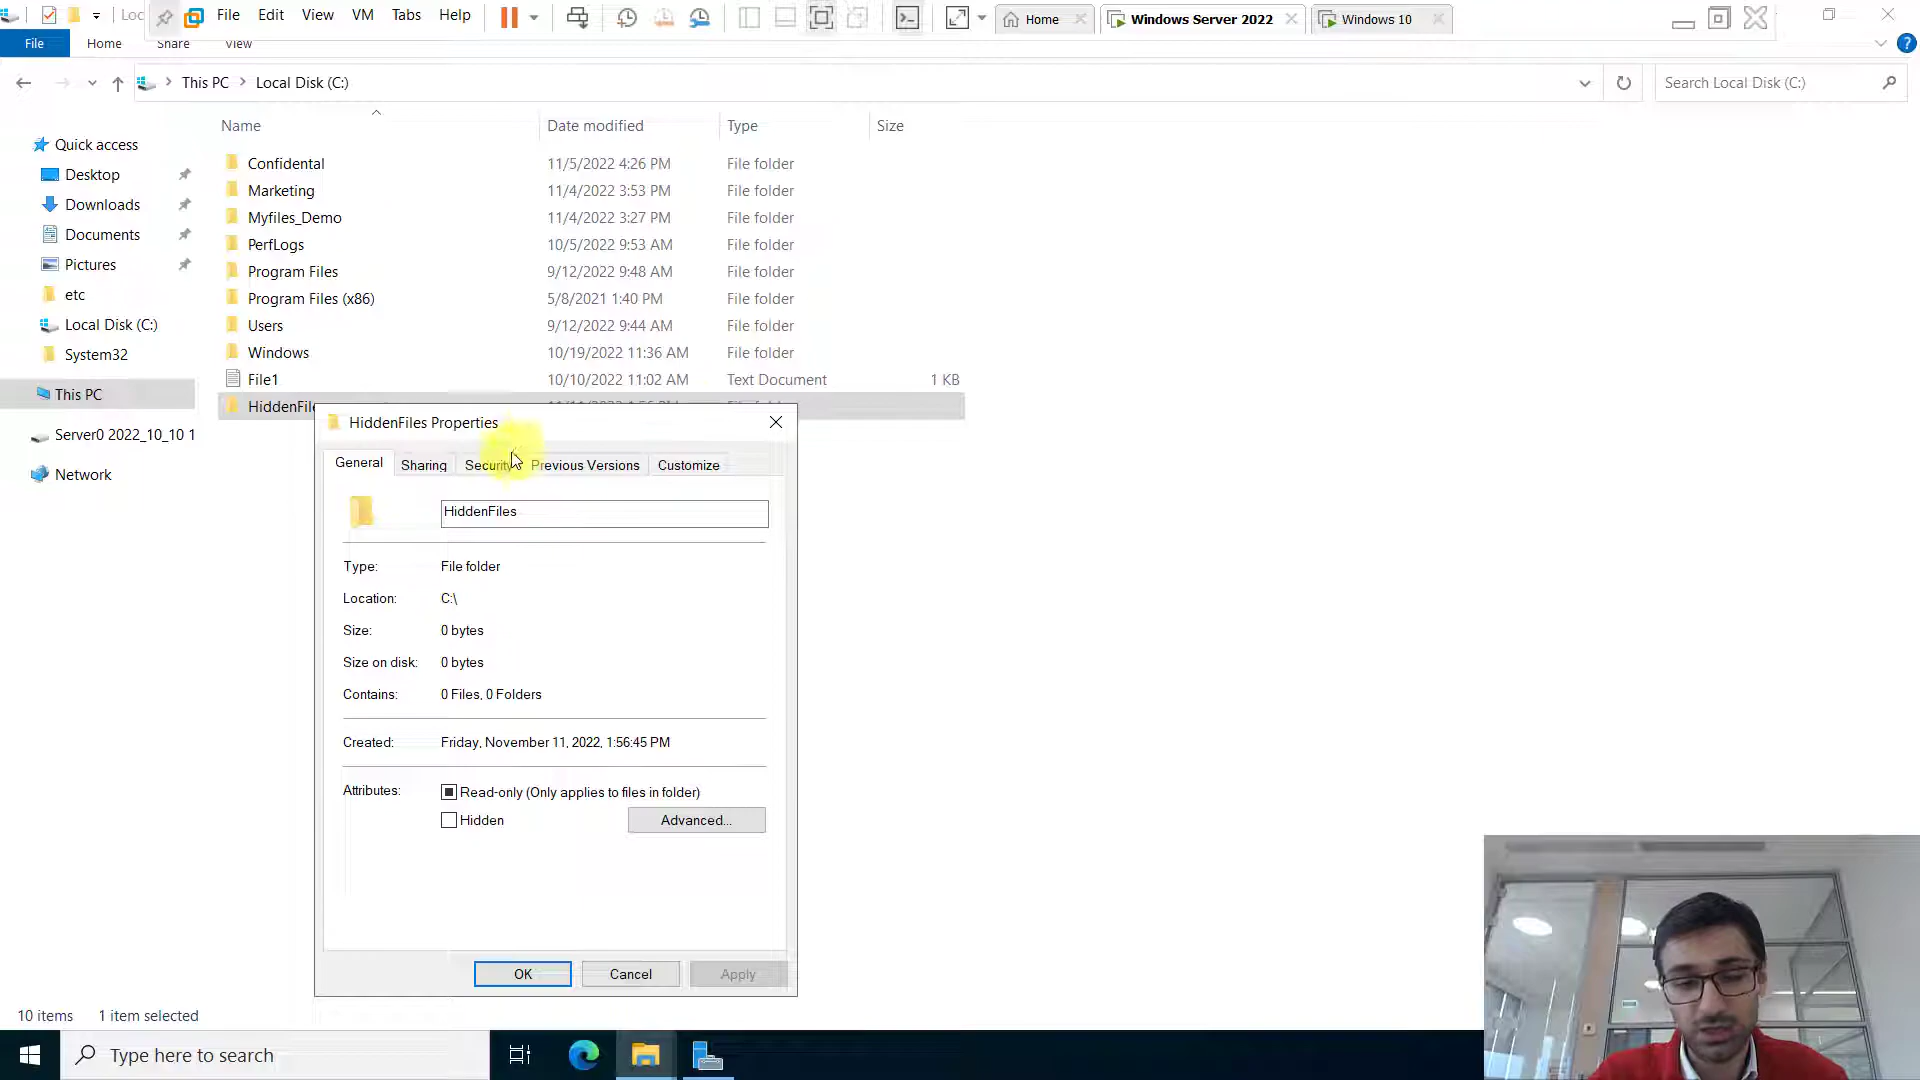 Loc File Edit View VM Tabs Help Home Windows Server 2022 Windows 10
File Home Share View
This PC Local Disk (C:) Search Local Disk (C:)
Name Date modified Type Size
Quick access
Desktop
Downloads
Documents
Pictures
etc
Local Disk (C:)
System32
This PC
Server0 2022_10_10 1
Network
Confidental 11/5/2022 4:26 PM File folder
Marketing 11/4/2022 3:53 PM File folder
Myfiles_Demo 11/4/2022 3:27 PM File folder
PerfLogs 10/5/2022 9:53 AM File folder
Program Files 9/12/2022 9:48 AM File folder
Program Files (x86) 5/8/2021 1:40 PM File folder
Users 9/12/2022 9:44 AM File folder
Windows 10/19/2022 11:36 AM File folder
File1 10/10/2022 11:02 AM Text Document 1 KB
HiddenFile
HiddenFiles Properties
General Sharing Security Previous Versions Customize
HiddenFiles
Type: File folder
Location: C:\
Size: 0 bytes
Size on disk: 0 bytes
Contains: 0 Files, 0 Folders
Created: Friday, November 11, 2022, 1:56:45 PM
Attributes: Read-only (Only applies to files in folder)
Hidden Advanced...
OK Cancel Apply
10 items 1 item selected
Type here to search